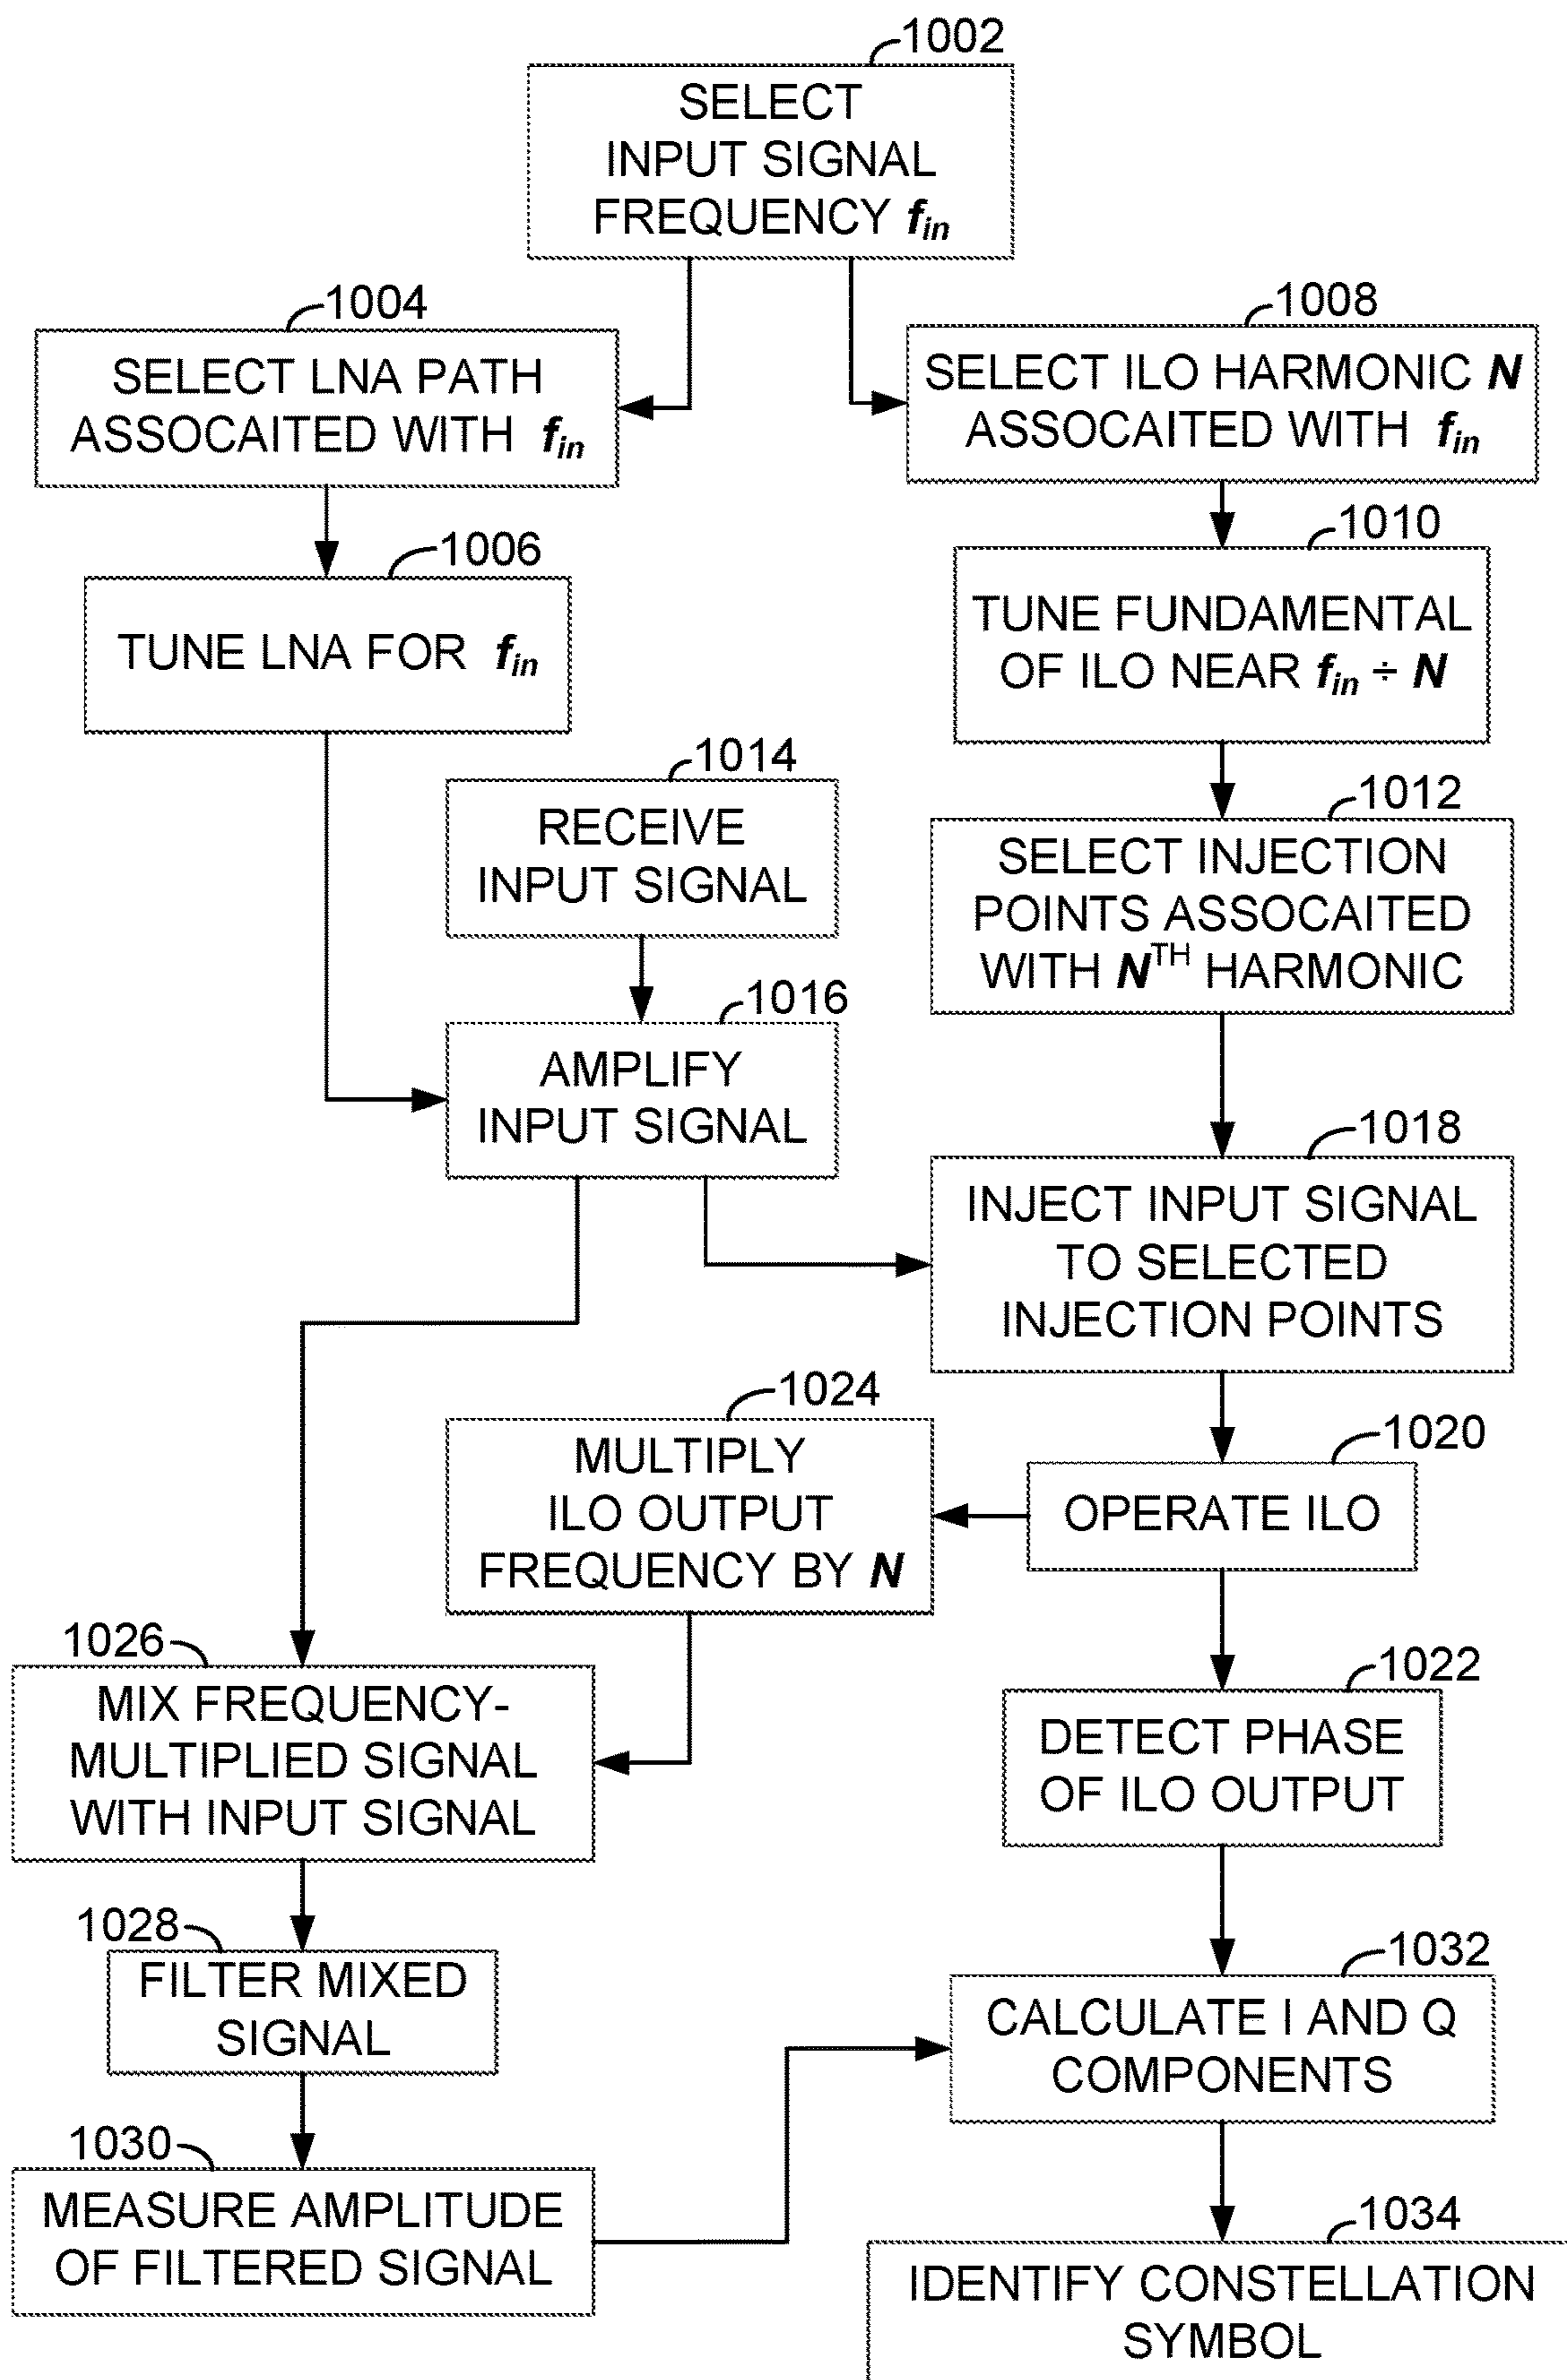 1002
SELECT
INPUT SIGNAL
FREQUENCY fin
1004
SELECT LNA PATH
ASSOCAITED WITH fin
1008
SELECT ILO HARMONIC N
ASSOCAITED WITH fin
1006
TUNE LNA FOR fin
1010
TUNE FUNDAMENTAL
OF ILO NEAR fin ÷ N
1014
RECEIVE
INPUT SIGNAL
1012
SELECT INJECTION
POINTS ASSOCAITED
WITH NTH HARMONIC
1016
AMPLIFY
INPUT SIGNAL
1018
INJECT INPUT SIGNAL
TO SELECTED
INJECTION POINTS
1024
MULTIPLY
ILO OUTPUT
FREQUENCY BY N
1020
OPERATE ILO
1026
MIX FREQUENCY-
MULTIPLIED SIGNAL
WITH INPUT SIGNAL
1022
DETECT PHASE
OF ILO OUTPUT
1028
FILTER MIXED
SIGNAL
1032
CALCULATE I AND Q
COMPONENTS
1030
MEASURE AMPLITUDE
OF FILTERED SIGNAL
1034
IDENTIFY CONSTELLATION
SYMBOL